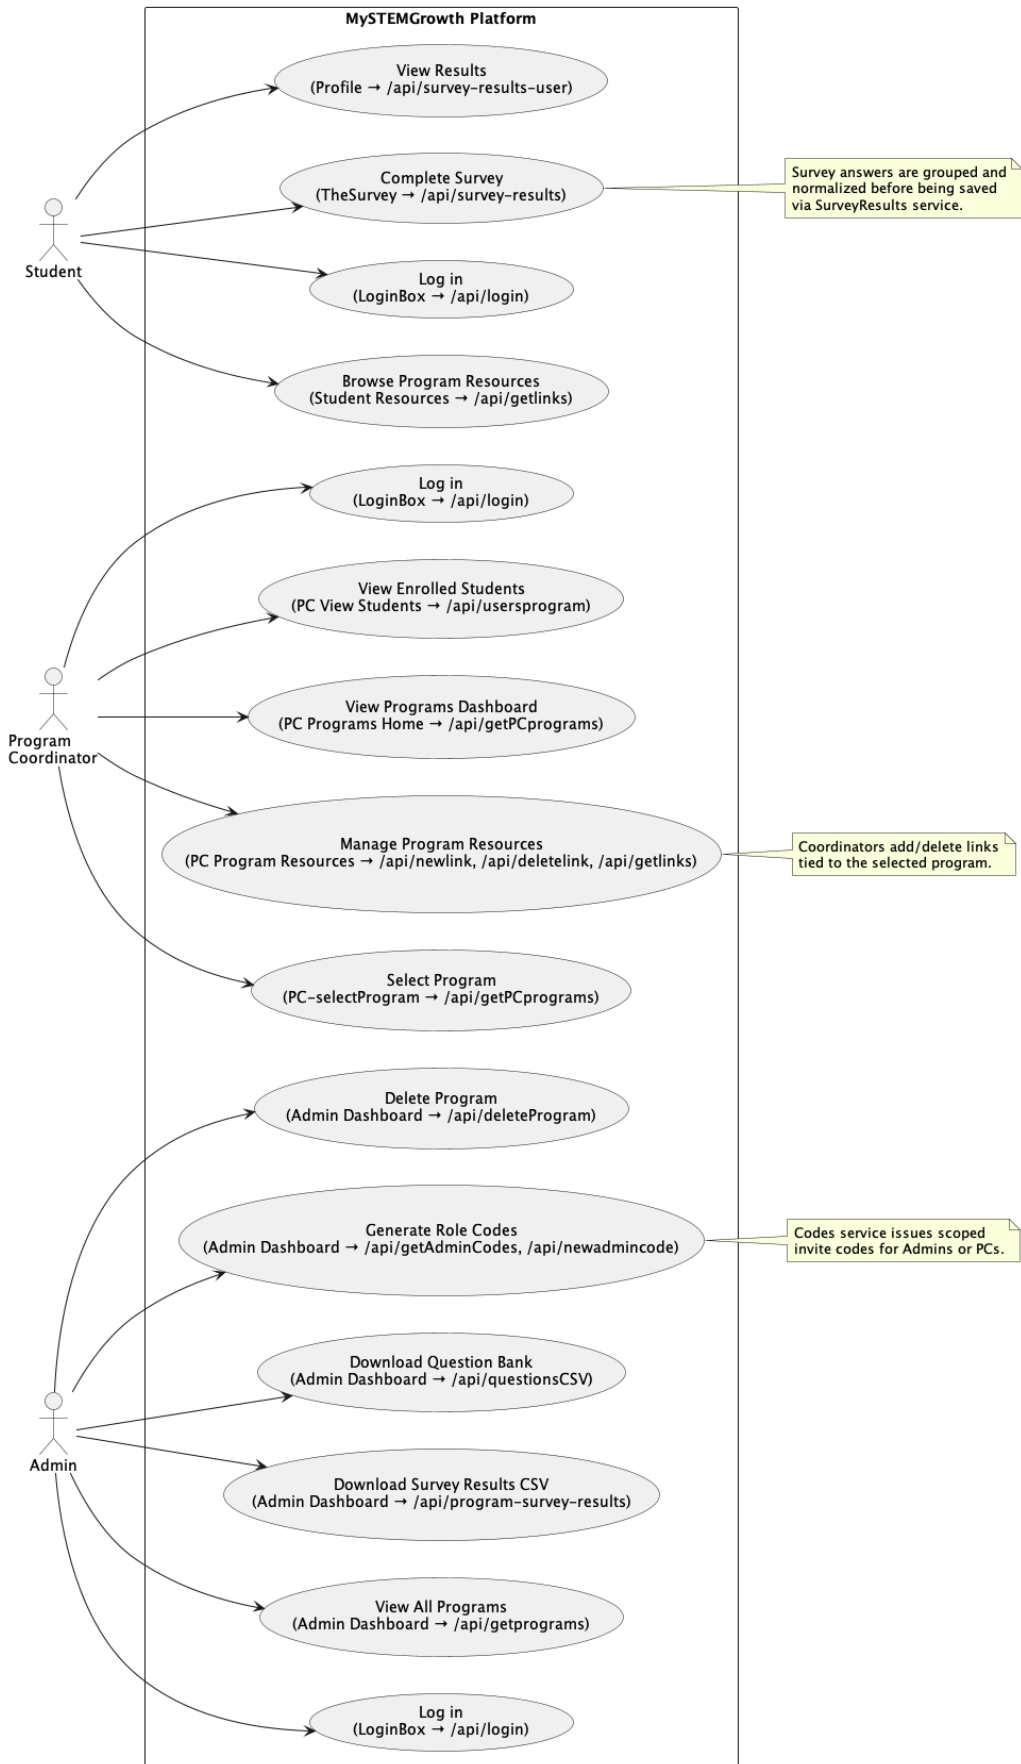 MySTEMGrowth Platform
View Results
(Profile → /api/survey-results-user)
Complete Survey
(TheSurvey → /api/survey-results)
Survey answers are grouped and
normalized before being saved
via SurveyResults service.
Student
Log in
(LoginBox → /api/login)
Browse Program Resources
(Student Resources → /api/getlinks)
Log in
(LoginBox → /api/login)
View Enrolled Students
(PC View Students → /api/usersprogram)
Program
Coordinator
View Programs Dashboard
(PC Programs Home → /api/getPCprograms)
Manage Program Resources
(PC Program Resources → /api/newlink, /api/deletelink, /api/getlinks)
Coordinators add/delete links
tied to the selected program.
Select Program
(PC-selectProgram → /api/getPCprograms)
Delete Program
(Admin Dashboard → /api/deleteProgram)
Generate Role Codes
(Admin Dashboard → /api/getAdminCodes, /api/newadmincode)
Codes service issues scoped
invite codes for Admins or PCs.
Download Question Bank
(Admin Dashboard → /api/questionsCSV)
Admin
Download Survey Results CSV
(Admin Dashboard → /api/program-survey-results)
View All Programs
(Admin Dashboard → /api/getprograms)
Log in
(LoginBox → /api/login)